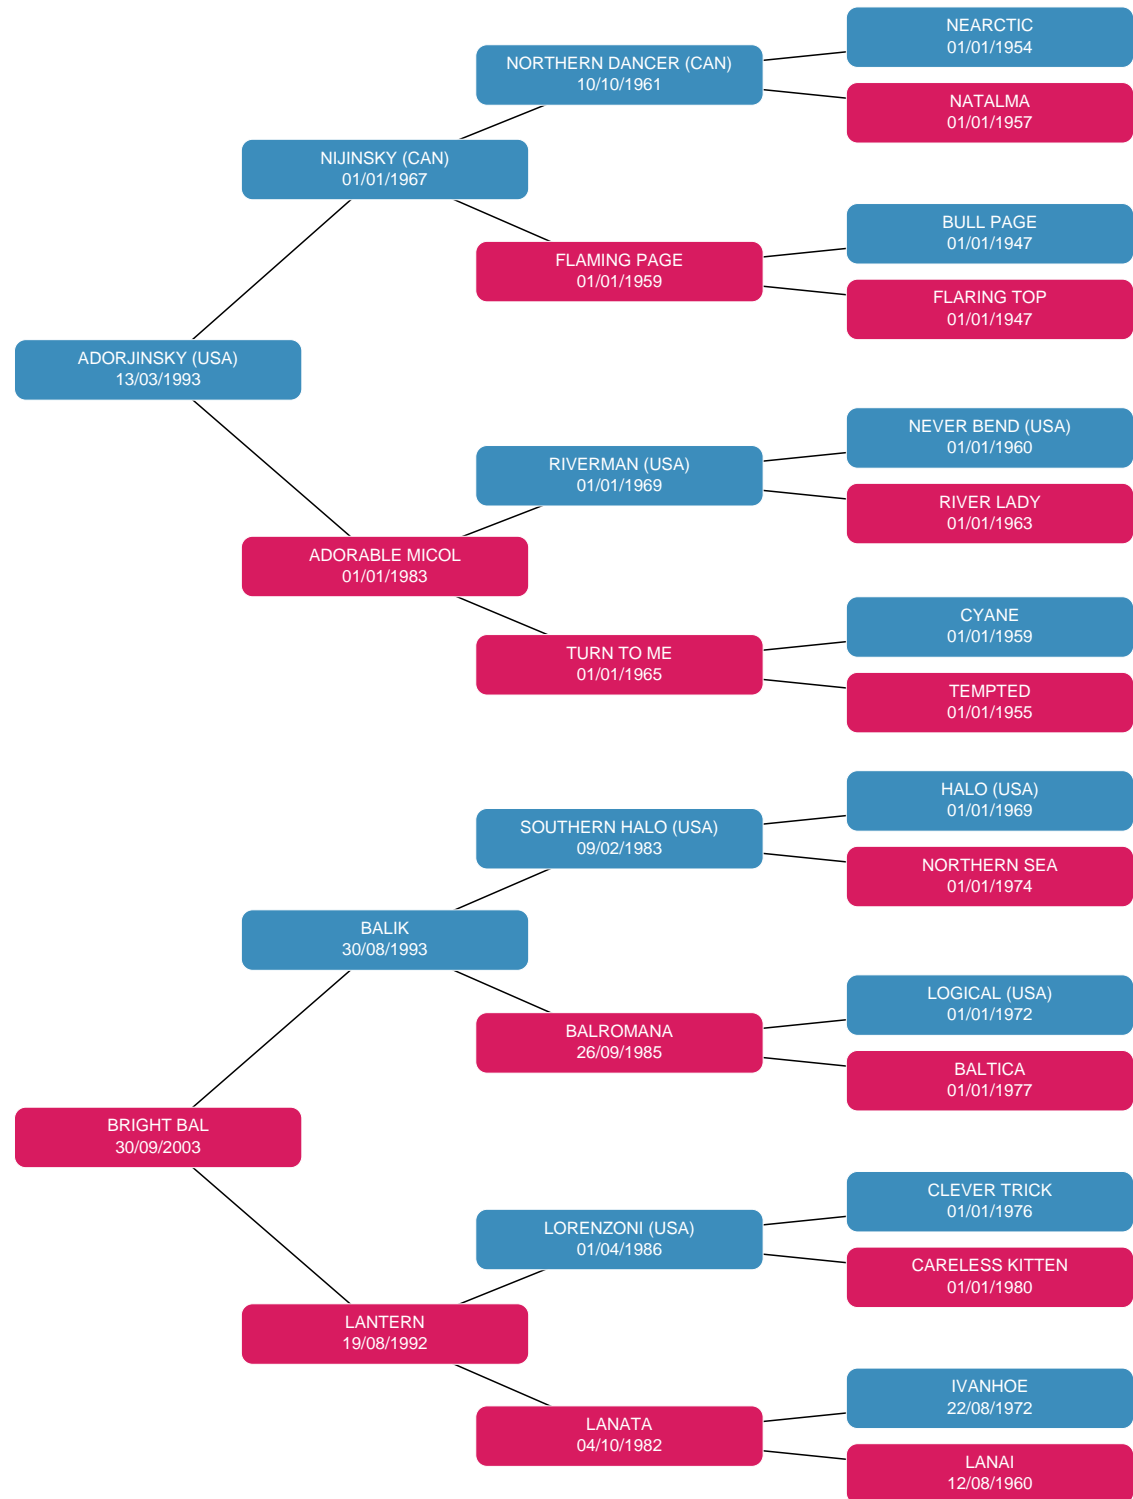 NEARCTIC
01/01/1954
NORTHERN DANCER (CAN)
10/10/1961
NATALMA
01/01/1957
NIJINSKY (CAN)
01/01/1967
BULL PAGE
01/01/1947
FLAMING PAGE
01/01/1959
FLARING TOP
01/01/1947
ADORJINSKY (USA)
13/03/1993
NEVER BEND (USA)
01/01/1960
RIVERMAN (USA)
01/01/1969
RIVER LADY
01/01/1963
ADORABLE MICOL
01/01/1983
CYANE
01/01/1959
TURN TO ME
01/01/1965
TEMPTED
01/01/1955
HALO (USA)
01/01/1969
SOUTHERN HALO (USA)
09/02/1983
NORTHERN SEA
01/01/1974
BALIK
30/08/1993
LOGICAL (USA)
01/01/1972
BALROMANA
26/09/1985
BALTICA
01/01/1977
BRIGHT BAL
30/09/2003
CLEVER TRICK
01/01/1976
LORENZONI (USA)
01/04/1986
CARELESS KITTEN
01/01/1980
LANTERN
19/08/1992
IVANHOE
22/08/1972
LANATA
04/10/1982
LANAI
12/08/1960